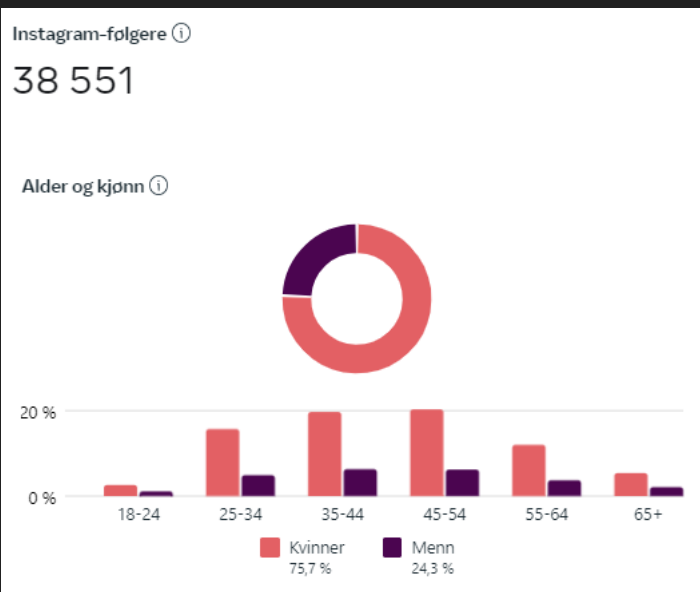 Instagram-følgere
38 551
Alder og kjønn
20 %
0 %
18-24 25-34 35-44 45-54 55-64 65+
Kvinner Menn
75,7 % 24,3 %